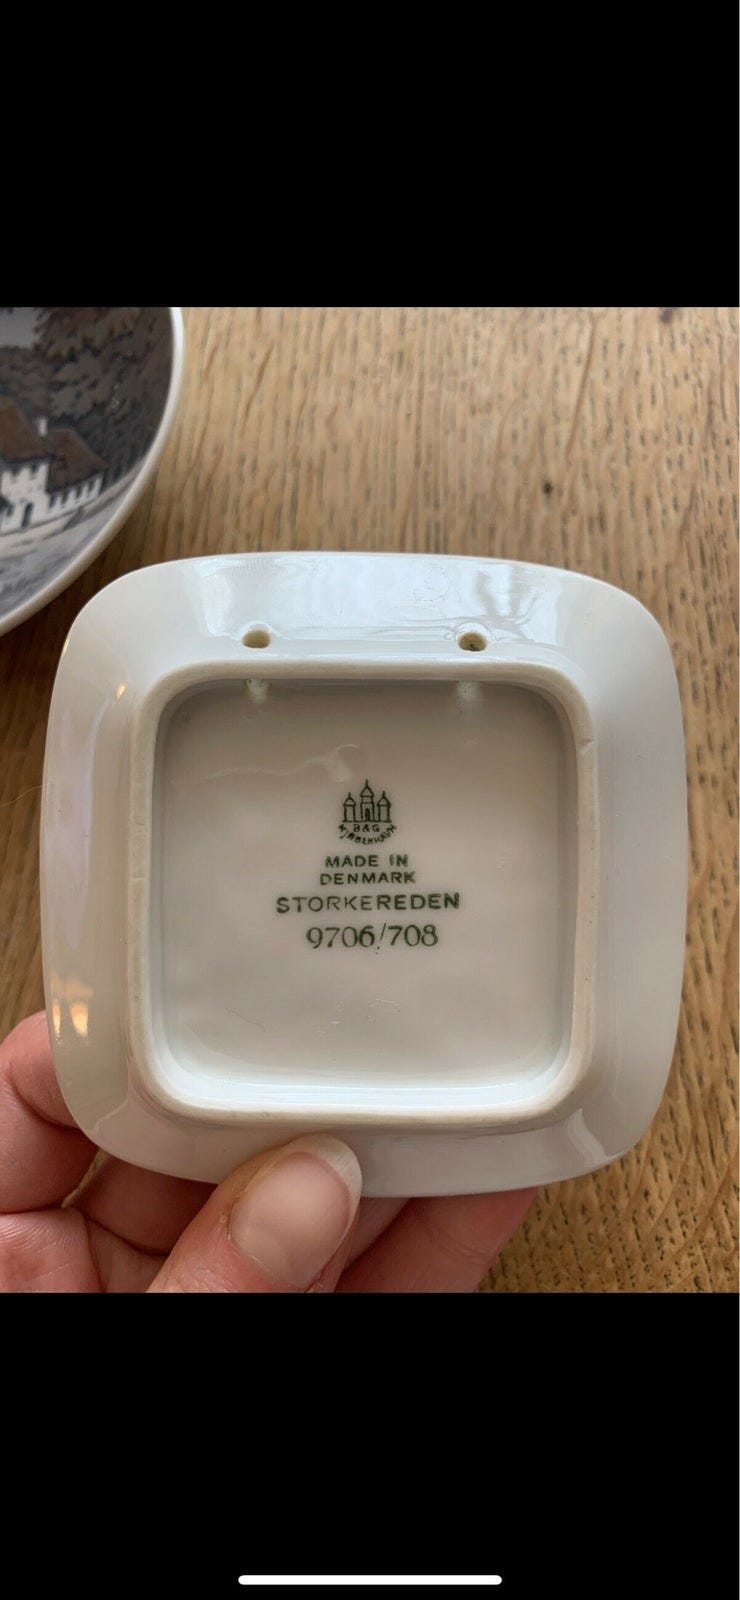 B&G
KJØBENHAVN
MADE IN
DENMARK
STORKEREDEN
9706/708